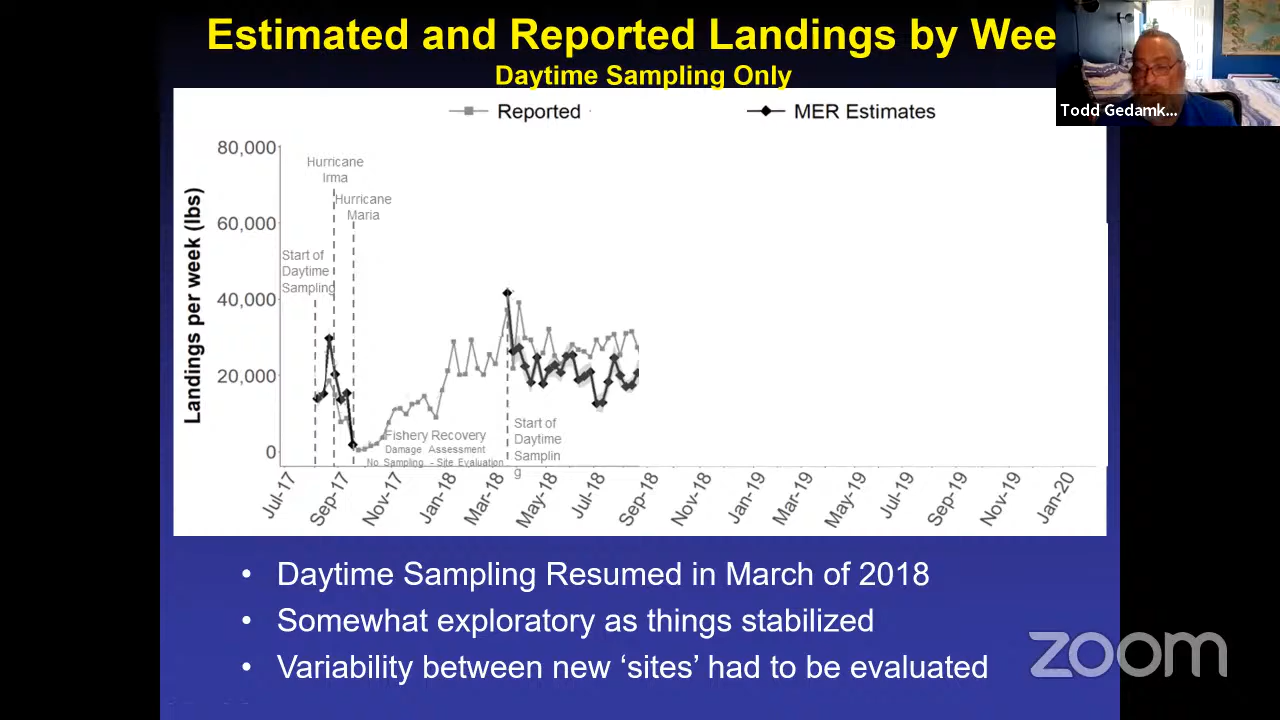 Estimated and Reported Landings by Wee
Daytime Sampling Only
Todd Gedamk...
Reported
MER Estimates
Landings per week (lbs)
80,000
60,000
40,000
20,000
0
Hurricane
Irma
Hurricane
Maria
Start of
Daytime
Sampling
Fishery Recovery
Damage Assessment
No Sampling - Site Evaluation
Start of
Daytime
Samplin
g
Jul-17
Sep-17
Nov-17
Jan-18
Mar-18
May-18
Jul-18
Sep-18
Nov-18
Jan-19
Mar-19
May-19
Jul-19
Sep-19
Nov-19
Jan-20
• Daytime Sampling Resumed in March of 2018
• Somewhat exploratory as things stabilized
• Variability between new ‘sites’ had to be evaluated
zoom